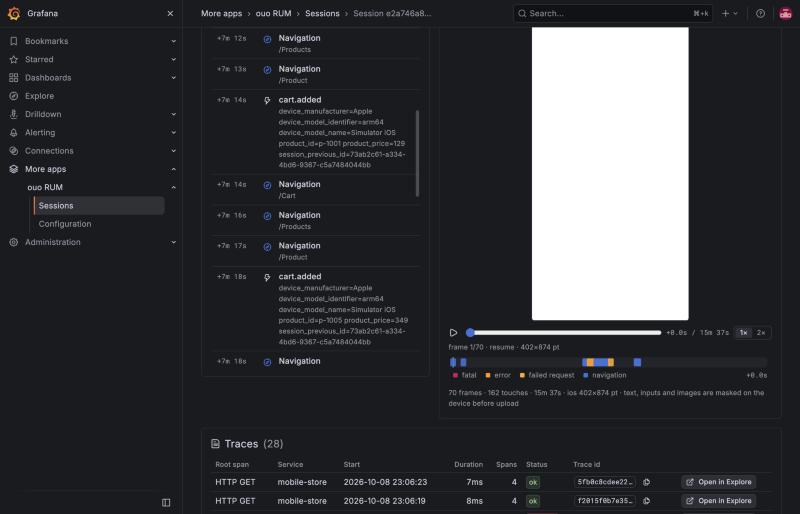 Grafana
More apps › ouo RUM › Sessions › Session e2a746a8...
Search...
⌘+k
Bookmarks
Starred
Dashboards
Explore
Drilldown
Alerting
Connections
More apps
ouo RUM
Sessions
Configuration
Administration
+7m 12s Navigation
/Products
+7m 13s Navigation
/Product
+7m 14s cart.added
device_manufacturer=Apple
device_model_identifier=arm64
device_model_name=Simulator iOS
product_id=p-1001 product_price=129
session_previous_id=73ab2c61-a334-
4bd6-9367-c5a7484044bb
+7m 14s Navigation
/Cart
+7m 16s Navigation
/Products
+7m 17s Navigation
/Product
+7m 18s cart.added
device_manufacturer=Apple
device_model_identifier=arm64
device_model_name=Simulator iOS
product_id=p-1005 product_price=349
session_previous_id=73ab2c61-a334-
4bd6-9367-c5a7484044bb
+7m 18s Navigation
+0.0s / 15m 37s 1× 2×
frame 1/70 · resume · 402×874 pt
fatal error failed request navigation +0.0s
70 frames · 162 touches · 15m 37s · ios 402×874 pt · text, inputs and images are masked on
the device before upload
Traces (28)
Root span Service Start Duration Spans Status Trace id
HTTP GET mobile-store 2026-10-08 23:06:23 7ms 4 ok 5fb0c8cdee22… Open in Explore
HTTP GET mobile-store 2026-10-08 23:06:19 8ms 4 ok f2015f0b7e35… Open in Explore